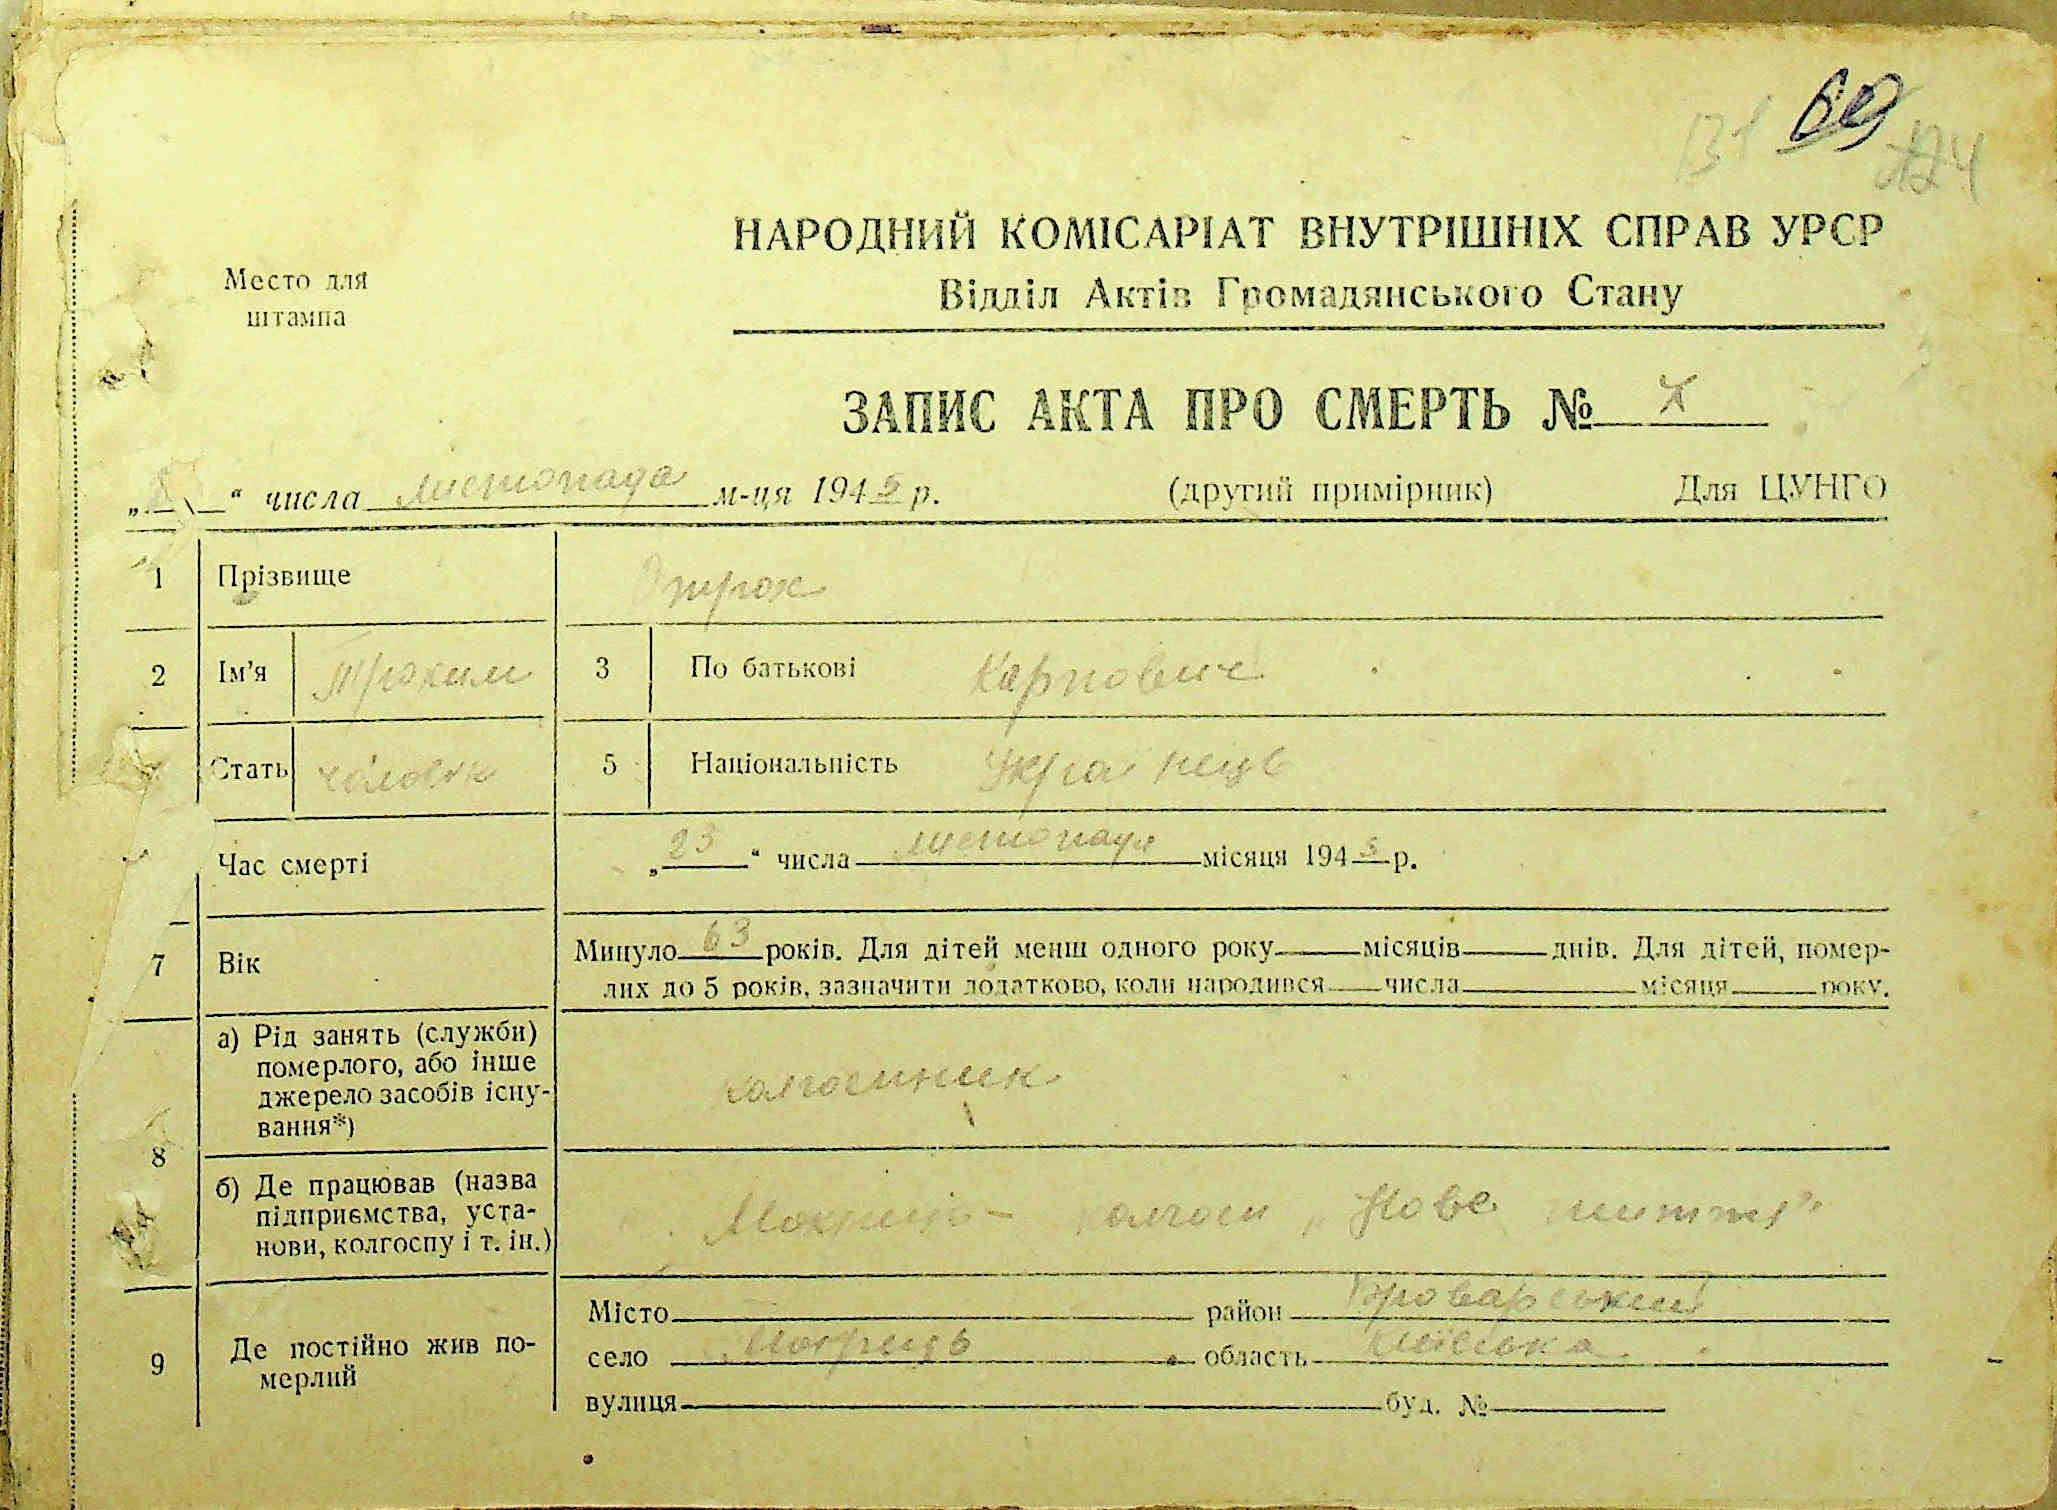 69
131
124
НАРОДНИЙ КОМІСАРІАТ ВНУТРІШНІХ СПРАВ УРСР
Відділ Актів Громадянського Стану
Место для
штампа
ЗАПИС АКТА ПРО СМЕРТЬ №
„ “ числа листопада м-ця 194 р. (другий примірник) Для ЦУНГО
1 Прізвище
2 Ім’я Трохим 3 По батькові Карпович
Стать чоловік 5 Національність Українець
Час смерті „23“ числа листопада місяця 194 р.
7 Вік Минуло 63 років. Для дітей менш одного року місяців днів. Для дітей, помер-
лих до 5 років, зазначити додатково, коли народився числа місяця року.
8 а) Рід занять (служби)
померлого, або інше
джерело засобів існу-
вання*)
колгоспник
б) Де працював (назва
підприємства, уста-
нови, колгоспу і т. ін.)
колгосп „Нове життя“
9 Де постійно жив по-
мерлий
Місто район Броварський
село область Київська
вулиця буд. №